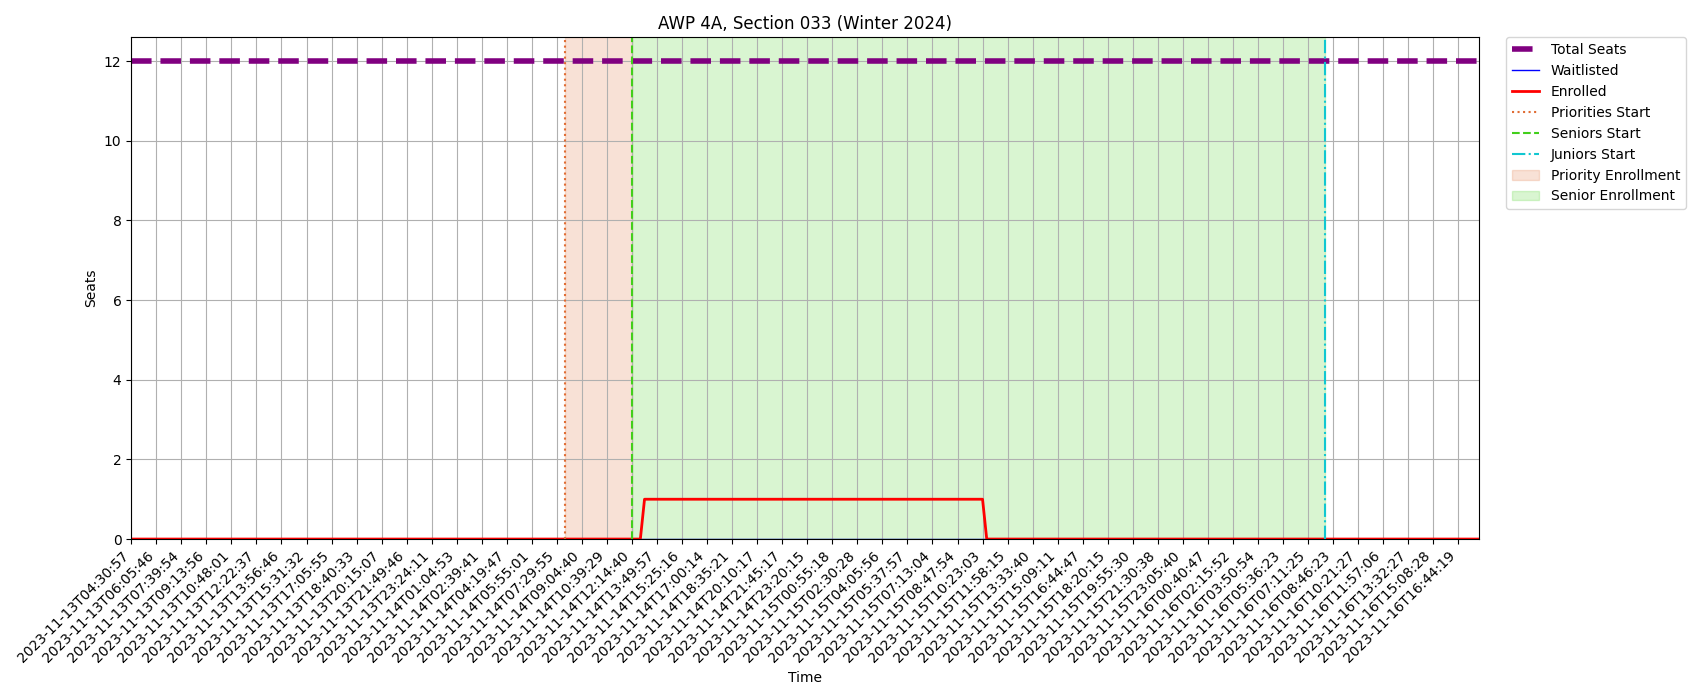 AWP 4A, Section 033 (Winter 2024)
12
10
8
6
4
2
0
Seats
2023-11-13T04:30:57
2023-11-13T06:05:46
2023-11-13T07:39:54
2023-11-13T09:13:56
2023-11-13T10:48:01
2023-11-13T12:22:37
2023-11-13T13:56:46
2023-11-13T15:31:32
2023-11-13T17:05:55
2023-11-13T18:40:33
2023-11-13T20:15:07
2023-11-13T21:49:46
2023-11-13T23:24:11
2023-11-14T01:04:53
2023-11-14T02:39:41
2023-11-14T04:19:47
2023-11-14T05:55:01
2023-11-14T07:29:55
2023-11-14T09:04:40
2023-11-14T10:39:29
2023-11-14T12:14:40
2023-11-14T13:49:57
2023-11-14T15:25:16
2023-11-14T17:00:14
2023-11-14T18:35:21
2023-11-14T20:10:17
2023-11-14T21:45:17
2023-11-14T23:20:15
2023-11-15T00:55:18
2023-11-15T02:30:28
2023-11-15T04:05:56
2023-11-15T05:37:57
2023-11-15T07:13:04
2023-11-15T08:47:54
2023-11-15T10:23:03
2023-11-15T11:58:15
2023-11-15T13:33:40
2023-11-15T15:09:11
2023-11-15T16:44:47
2023-11-15T18:20:15
2023-11-15T19:55:30
2023-11-15T21:30:38
2023-11-15T23:05:40
2023-11-16T00:40:47
2023-11-16T02:15:52
2023-11-16T03:50:54
2023-11-16T05:36:23
2023-11-16T07:11:25
2023-11-16T08:46:23
2023-11-16T10:21:27
2023-11-16T11:57:06
2023-11-16T13:32:27
2023-11-16T15:08:28
2023-11-16T16:44:19
Time
Total Seats
Waitlisted
Enrolled
Priorities Start
Seniors Start
Juniors Start
Priority Enrollment
Senior Enrollment